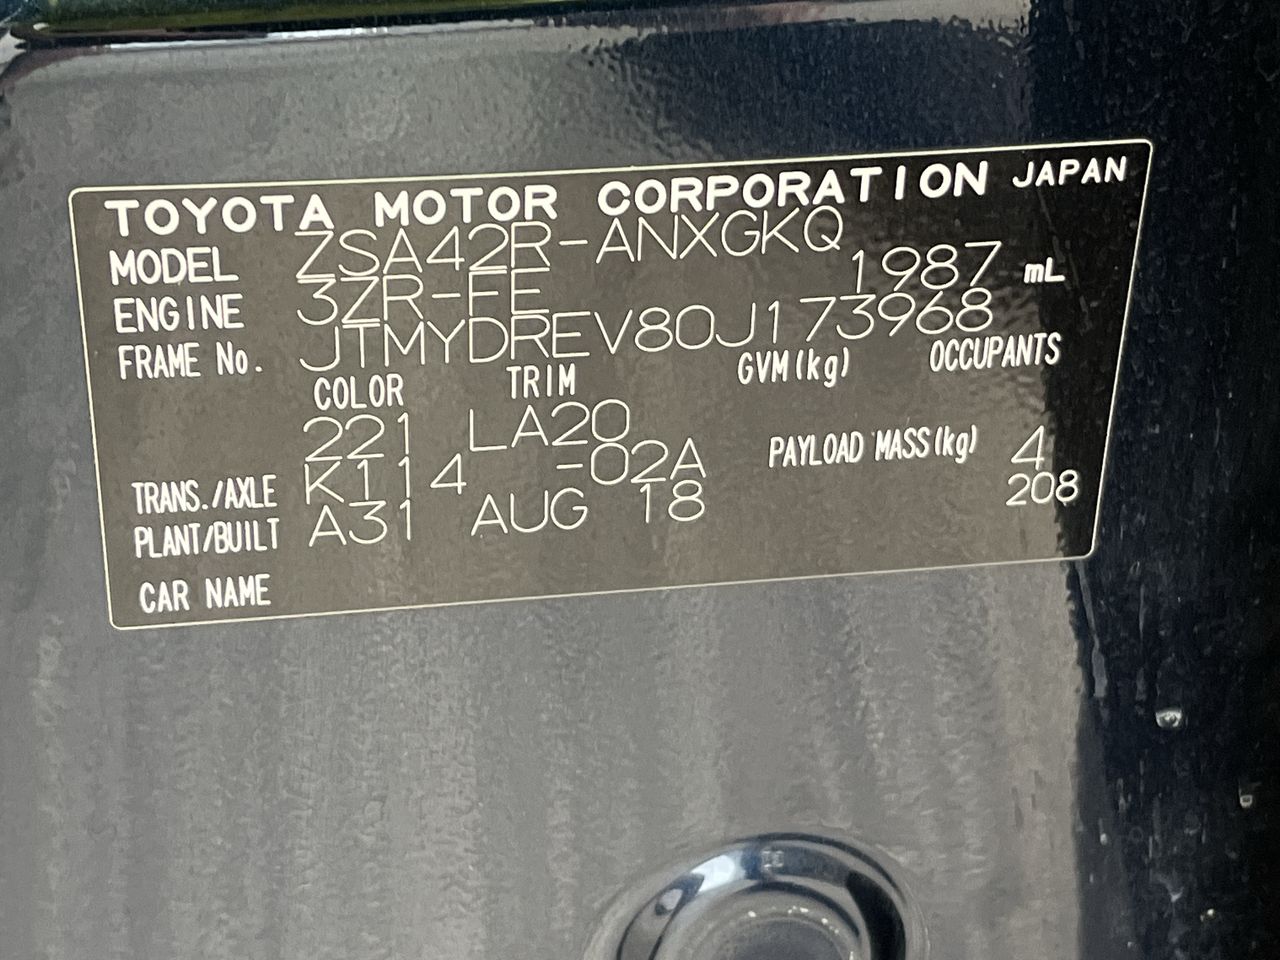 TOYOTA MOTOR CORPORATION JAPAN
MODEL ZSA42R-ANXGKQ
ENGINE 3ZR-FE 1987 mL
FRAME No. JTMYDREV80J173968
COLOR TRIM GVM(kg) OCCUPANTS
221 LA20 4
TRANS./AXLE K114 -02A PAYLOAD MASS(kg) 208
PLANT/BUILT A31 AUG 18
CAR NAME